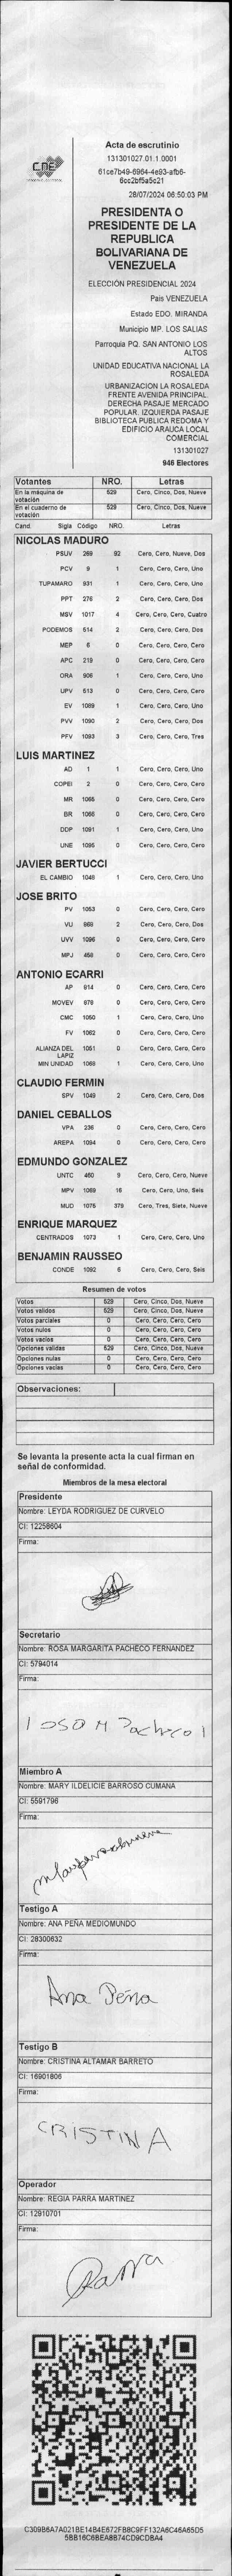 CNE
Acta de escrutinio
131301027.01.1.0001
61ce7b49-6964-4e93-afb6-
6cc2bf5a5c21
28/07/2024 06:50:03 PM
PRESIDENTA O
PRESIDENTE DE LA
REPUBLICA
BOLIVARIANA DE
VENEZUELA
ELECCIÓN PRESIDENCIAL 2024
Pais VENEZUELA
Estado EDO. MIRANDA
Municipio MP. LOS SALIAS
Parroquia PQ. SAN ANTONIO LOS
ALTOS
UNIDAD EDUCATIVA NACIONAL LA
ROSALEDA
URBANIZACION LA ROSALEDA
FRENTE AVENIDA PRINCIPAL.
DERECHA PASAJE MERCADO
POPULAR. IZQUIERDA PASAJE
BIBLIOTECA PUBLICA REDOMA Y
EDIFICIO ARAUCA LOCAL
COMERCIAL
131301027
946 Electores
Votantes NRO. Letras
En la máquina de votación 529 Cero, Cinco, Dos, Nueve
En el cuaderno de votación 529 Cero, Cinco, Dos, Nueve
Cand. Sigla Código NRO. Letras
NICOLAS MADURO
PSUV 269 92 Cero, Cero, Nueve, Dos
PCV 9 1 Cero, Cero, Cero, Uno
TUPAMARO 931 1 Cero, Cero, Cero, Uno
PPT 276 2 Cero, Cero, Cero, Dos
MSV 1017 4 Cero, Cero, Cero, Cuatro
PODEMOS 514 2 Cero, Cero, Cero, Dos
MEP 6 0 Cero, Cero, Cero, Cero
APC 219 0 Cero, Cero, Cero, Cero
ORA 906 1 Cero, Cero, Cero, Uno
UPV 513 0 Cero, Cero, Cero, Cero
EV 1089 1 Cero, Cero, Cero, Uno
PVV 1090 2 Cero, Cero, Cero, Dos
PFV 1093 3 Cero, Cero, Cero, Tres
LUIS MARTINEZ
AD 1 1 Cero, Cero, Cero, Uno
COPEI 2 0 Cero, Cero, Cero, Cero
MR 1065 0 Cero, Cero, Cero, Cero
BR 1066 0 Cero, Cero, Cero, Cero
DDP 1091 1 Cero, Cero, Cero, Uno
UNE 1095 0 Cero, Cero, Cero, Cero
JAVIER BERTUCCI
EL CAMBIO 1048 1 Cero, Cero, Cero, Uno
JOSE BRITO
PV 1053 0 Cero, Cero, Cero, Cero
VU 868 2 Cero, Cero, Cero, Dos
UVV 1096 0 Cero, Cero, Cero, Cero
MPJ 456 0 Cero, Cero, Cero, Cero
ANTONIO ECARRI
AP 914 0 Cero, Cero, Cero, Cero
MOVEV 978 0 Cero, Cero, Cero, Cero
CMC 1050 1 Cero, Cero, Cero, Uno
FV 1062 0 Cero, Cero, Cero, Cero
ALIANZA DEL LAPIZ 1051 0 Cero, Cero, Cero, Cero
MIN UNIDAD 1068 1 Cero, Cero, Cero, Uno
CLAUDIO FERMIN
SPV 1049 2 Cero, Cero, Cero, Dos
DANIEL CEBALLOS
VPA 236 0 Cero, Cero, Cero, Cero
AREPA 1094 0 Cero, Cero, Cero, Cero
EDMUNDO GONZALEZ
UNTC 460 9 Cero, Cero, Cero, Nueve
MPV 1069 16 Cero, Cero, Uno, Seis
MUD 1075 379 Cero, Tres, Siete, Nueve
ENRIQUE MARQUEZ
CENTRADOS 1073 1 Cero, Cero, Cero, Uno
BENJAMIN RAUSSEO
CONDE 1092 6 Cero, Cero, Cero, Seis
Resumen de votos
Votos 529 Cero, Cinco, Dos, Nueve
Votos validos 529 Cero, Cinco, Dos, Nueve
Votos parciales 0 Cero, Cero, Cero, Cero
Votos nulos 0 Cero, Cero, Cero, Cero
Votos vacios 0 Cero, Cero, Cero, Cero
Opciones validas 529 Cero, Cinco, Dos, Nueve
Opciones nulas 0 Cero, Cero, Cero, Cero
Opciones vacias 0 Cero, Cero, Cero, Cero
Observaciones:
Se levanta la presente acta la cual firman en
señal de conformidad.
Miembros de la mesa electoral
Presidente
Nombre: LEYDA RODRIGUEZ DE CURVELO
CI: 12258604
Firma:
Secretario
Nombre: ROSA MARGARITA PACHECO FERNANDEZ
CI: 5794014
Firma:
Pacheco
Miembro A
Nombre: MARY ILDELICIE BARROSO CUMANA
CI: 5591796
Firma:
Testigo A
Nombre: ANA PEÑA MEDIOMUNDO
CI: 28300632
Firma:
Ana Peña
Testigo B
Nombre: CRISTINA ALTAMAR BARRETO
CI: 16901806
Firma:
CRISTINA
Operador
Nombre: REGIA PARRA MARTINEZ
CI: 12910701
Firma:
Parra
C309B6A7A021BE14B4E672FB8C9FF132A6C46A65D5
5BB16C6BEA8B74CD9CDBA4